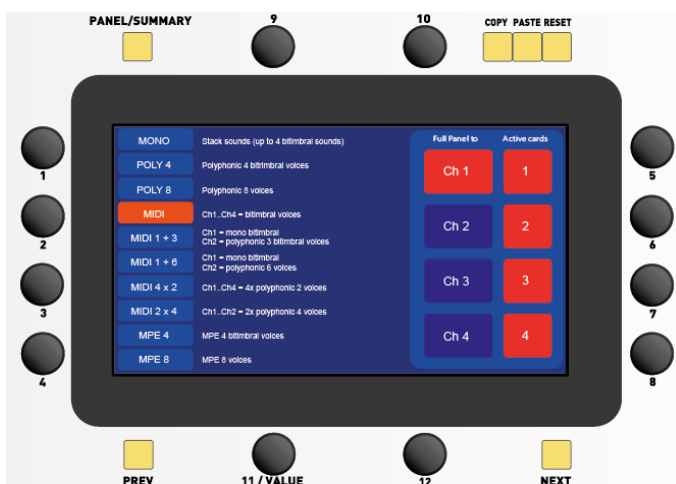 PANEL/SUMMARY
9
10
COPY PASTE RESET
MONO Stack sounds (up to 4 bitimbral sounds)
POLY 4 Polyphonic 4 bitrimbral voices
POLY 8 Polyphonic 8 voices
MIDI Ch1..Ch4 = bitimbral voices
MIDI 1 + 3 Ch1 = mono bitimbral
Ch2 = polyphonic 3 bitimbral voices
MIDI 1 + 6 Ch1 = mono bitimbral
Ch2 = polyphonic 6 voices
MIDI 4 x 2 Ch1..Ch4 = 4x polyphonic 2 voices
MIDI 2 x 4 Ch1..Ch2 = 2x polyphonic 4 voices
MPE 4 MPE 4 bitimbral voices
MPE 8 MPE 8 voices
Full Panel to Active cards
Ch 1 1
Ch 2 2
Ch 3 3
Ch 4 4
1
2
3
4
5
6
7
8
PREV
11 / VALUE
12
NEXT